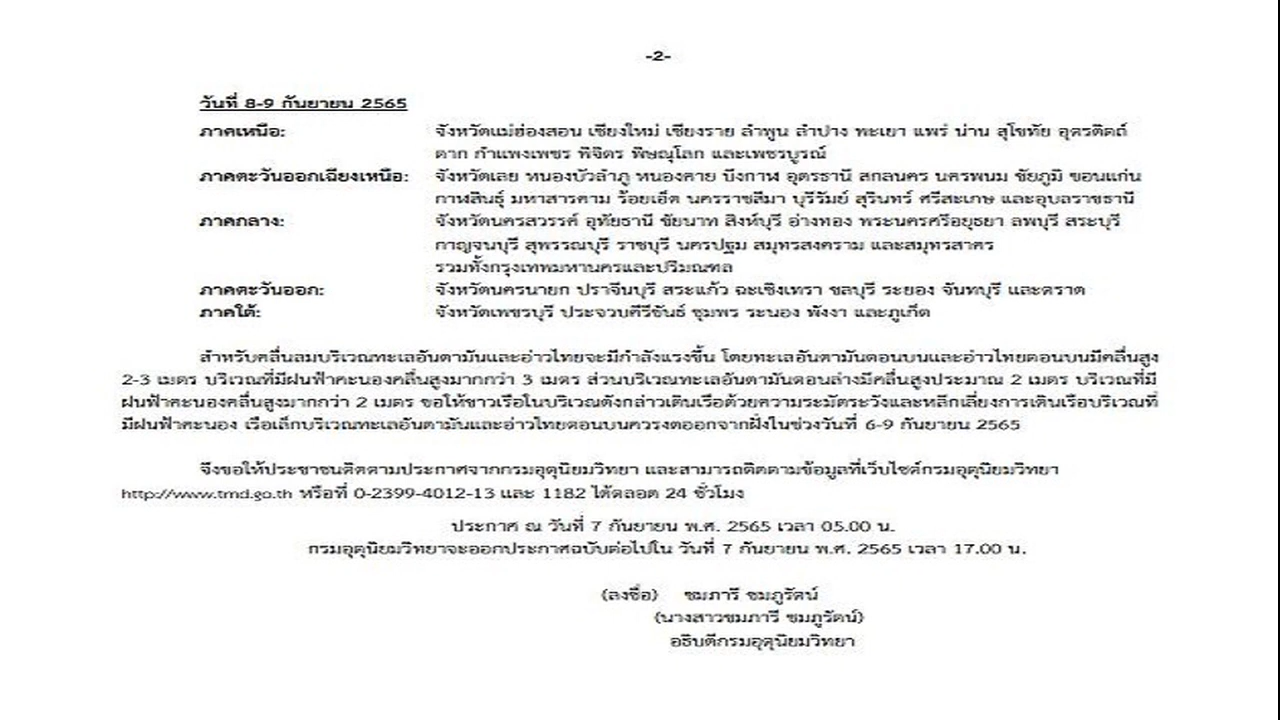 -2-
วันที่ 8-9 กันยายน 2565
ภาคเหนือ: จังหวัดแม่ฮ่องสอน เชียงใหม่ เชียงราย ลำพูน ลำปาง พะเยา แพร่ น่าน สุโขทัย อุตรดิตถ์
ตาก กำแพงเพชร พิจิตร พิษณุโลก และเพชรบูรณ์
ภาคตะวันออกเฉียงเหนือ: จังหวัดเลย หนองบัวลำภู หนองคาย บึงกาฬ อุดรธานี สกลนคร นครพนม ชัยภูมิ ขอนแก่น
กาฬสินธุ์ มหาสารคาม ร้อยเอ็ด นครราชสีมา บุรีรัมย์ สุรินทร์ ศรีสะเกษ และอุบลราชธานี
ภาคกลาง: จังหวัดนครสวรรค์ อุทัยธานี ชัยนาท สิงห์บุรี อ่างทอง พระนครศรีอยุธยา ลพบุรี สระบุรี
กาญจนบุรี สุพรรณบุรี ราชบุรี นครปฐม สมุทรสงคราม และสมุทรสาคร
รวมทั้งกรุงเทพมหานครและปริมณฑล
ภาคตะวันออก: จังหวัดนครนายก ปราจีนบุรี สระแก้ว ฉะเชิงเทรา ชลบุรี ระยอง จันทบุรี และตราด
ภาคใต้: จังหวัดเพชรบุรี ประจวบคีรีขันธ์ ชุมพร ระนอง พังงา และภูเก็ต
สำหรับคลื่นลมบริเวณทะเลอันดามันและอ่าวไทยจะมีกำลังแรงขึ้น โดยทะเลอันดามันตอนบนและอ่าวไทยตอนบนมีคลื่นสูง
2-3 เมตร บริเวณที่มีฝนฟ้าคะนองคลื่นสูงมากกว่า 3 เมตร ส่วนบริเวณทะเลอันดามันตอนล่างมีคลื่นสูงประมาณ 2 เมตร บริเวณที่มี
ฝนฟ้าคะนองคลื่นสูงมากกว่า 2 เมตร ขอให้ชาวเรือในบริเวณดังกล่าวเดินเรือด้วยความระมัดระวังและหลีกเลี่ยงการเดินเรือบริเวณที่
มีฝนฟ้าคะนอง เรือเล็กบริเวณทะเลอันดามันและอ่าวไทยตอนบนควรงดออกจากฝั่งในช่วงวันที่ 6-9 กันยายน 2565
จึงขอให้ประชาชนติดตามประกาศจากกรมอุตุนิยมวิทยา และสามารถติดตามข้อมูลที่เว็บไซต์กรมอุตุนิยมวิทยา
http://www.tmd.go.th หรือที่ 0-2399-4012-13 และ 1182 ได้ตลอด 24 ชั่วโมง
ประกาศ ณ วันที่ 7 กันยายน พ.ศ. 2565 เวลา 05.00 น.
กรมอุตุนิยมวิทยาจะออกประกาศฉบับต่อไปใน วันที่ 7 กันยายน พ.ศ. 2565 เวลา 17.00 น.
(ลงชื่อ) ชมภารี ชมภูรัตน์
(นางสาวชมภารี ชมภูรัตน์)
อธิบดีกรมอุตุนิยมวิทยา